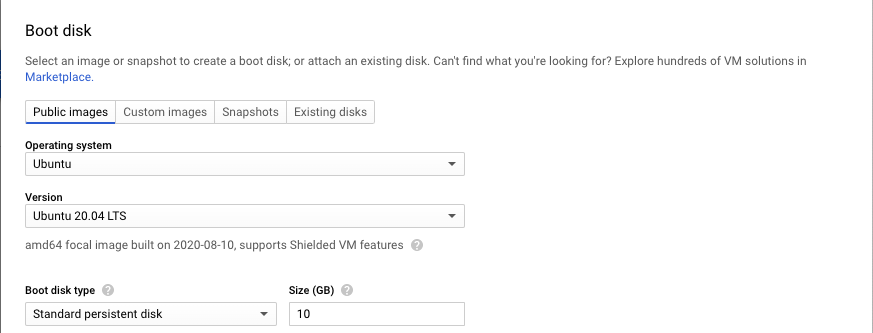 Boot disk
Select an image or snapshot to create a boot disk; or attach an existing disk. Can't find what you're looking for? Explore hundreds of VM solutions in
Marketplace.
Public images Custom images Snapshots Existing disks
Operating system
Ubuntu
Version
Ubuntu 20.04 LTS
amd64 focal image built on 2020-08-10, supports Shielded VM features ?
Boot disk type ? Size (GB) ?
Standard persistent disk 10